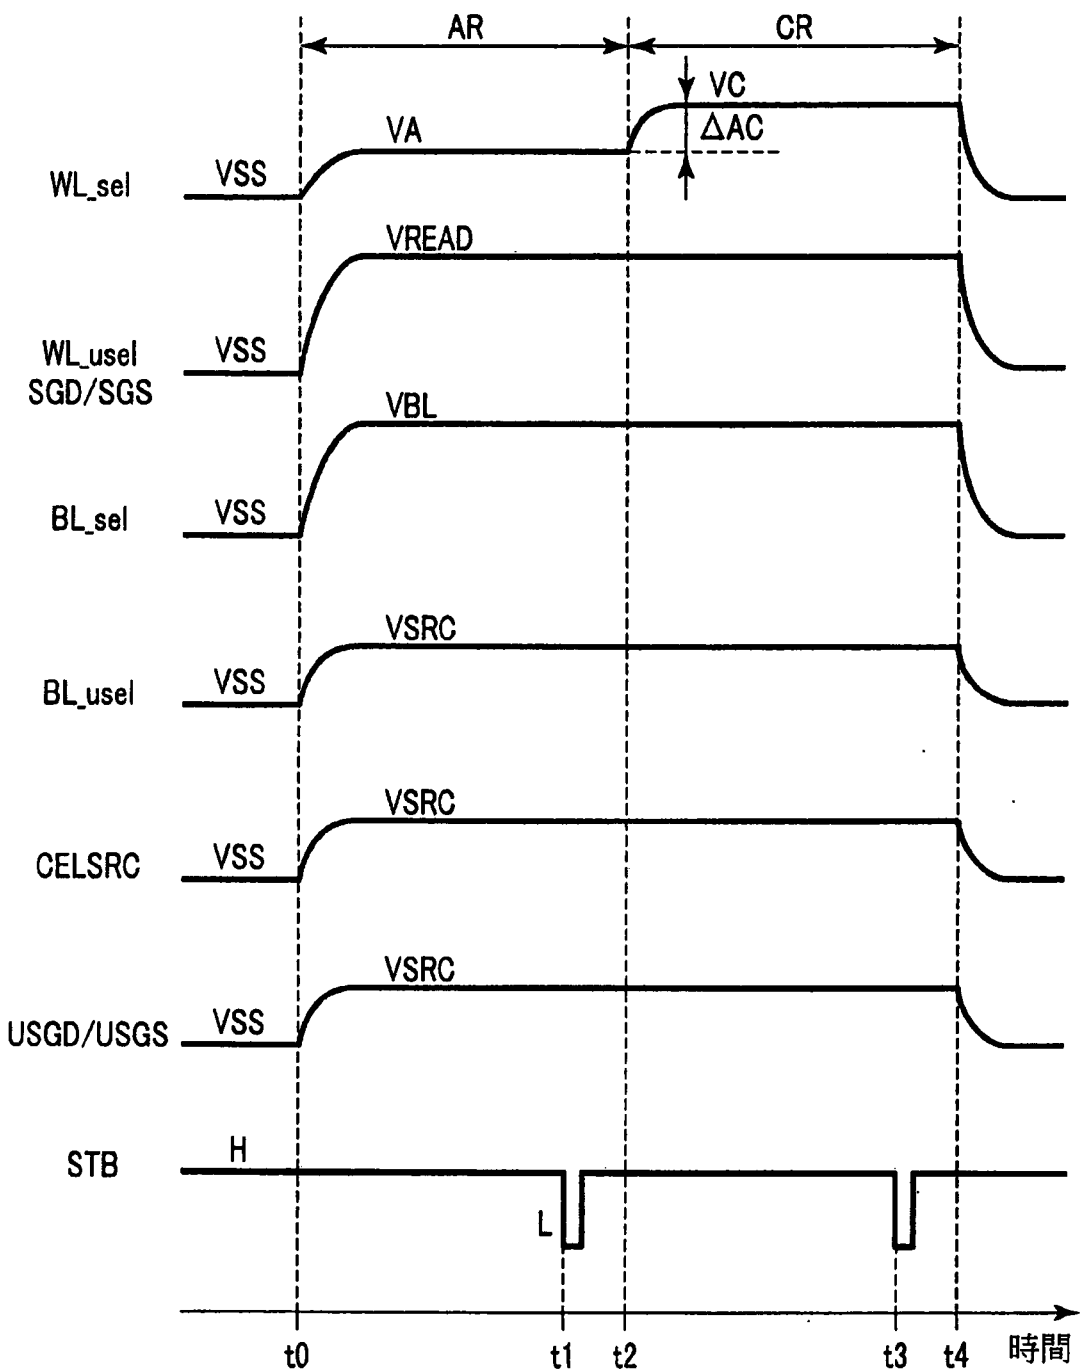 AR
CR
VC
ΔAC
VA
VSS
WL_sel
VREAD
VSS
WL_usel
SGD/SGS
VBL
VSS
BL_sel
VSRC
VSS
BL_usel
VSRC
VSS
CELSRC
VSRC
VSS
USGD/USGS
H
STB
L
t0
t1
t2
t3
t4
時間